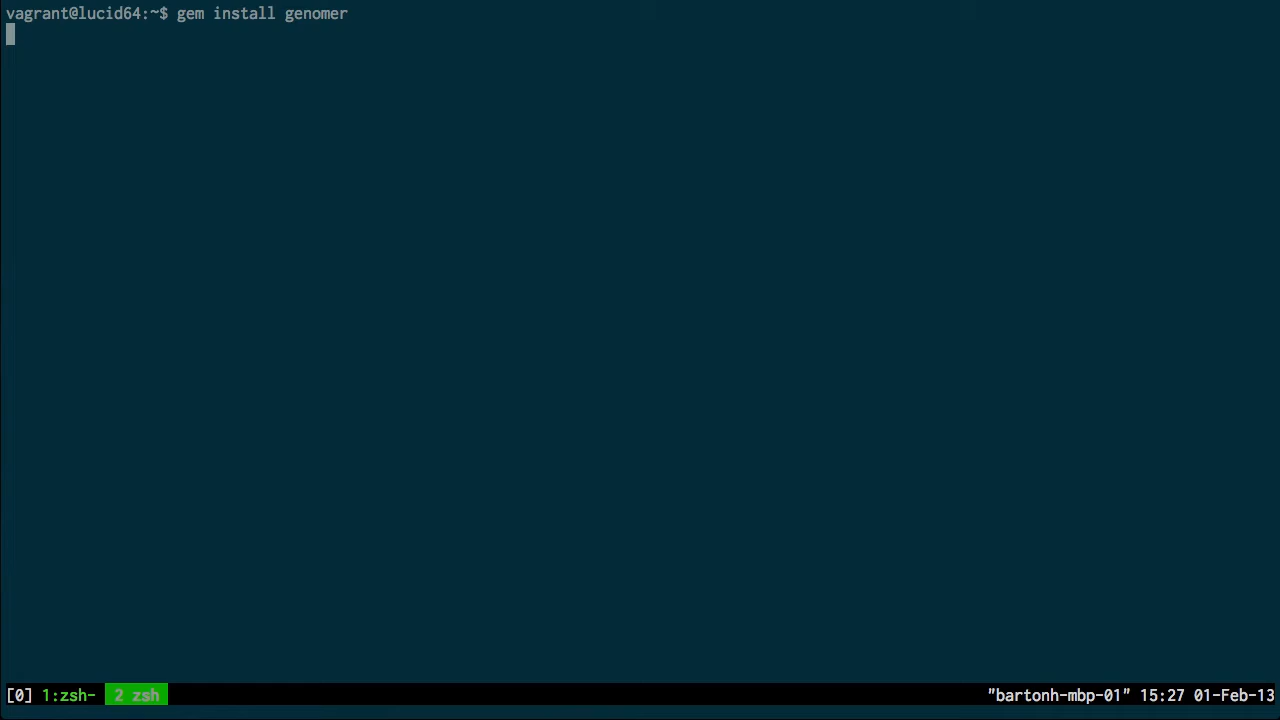 vagrant@lucid64:~$ gem install genomer
[0] 1:zsh- 2 zsh "bartonh-mbp-01" 15:27 01-Feb-13